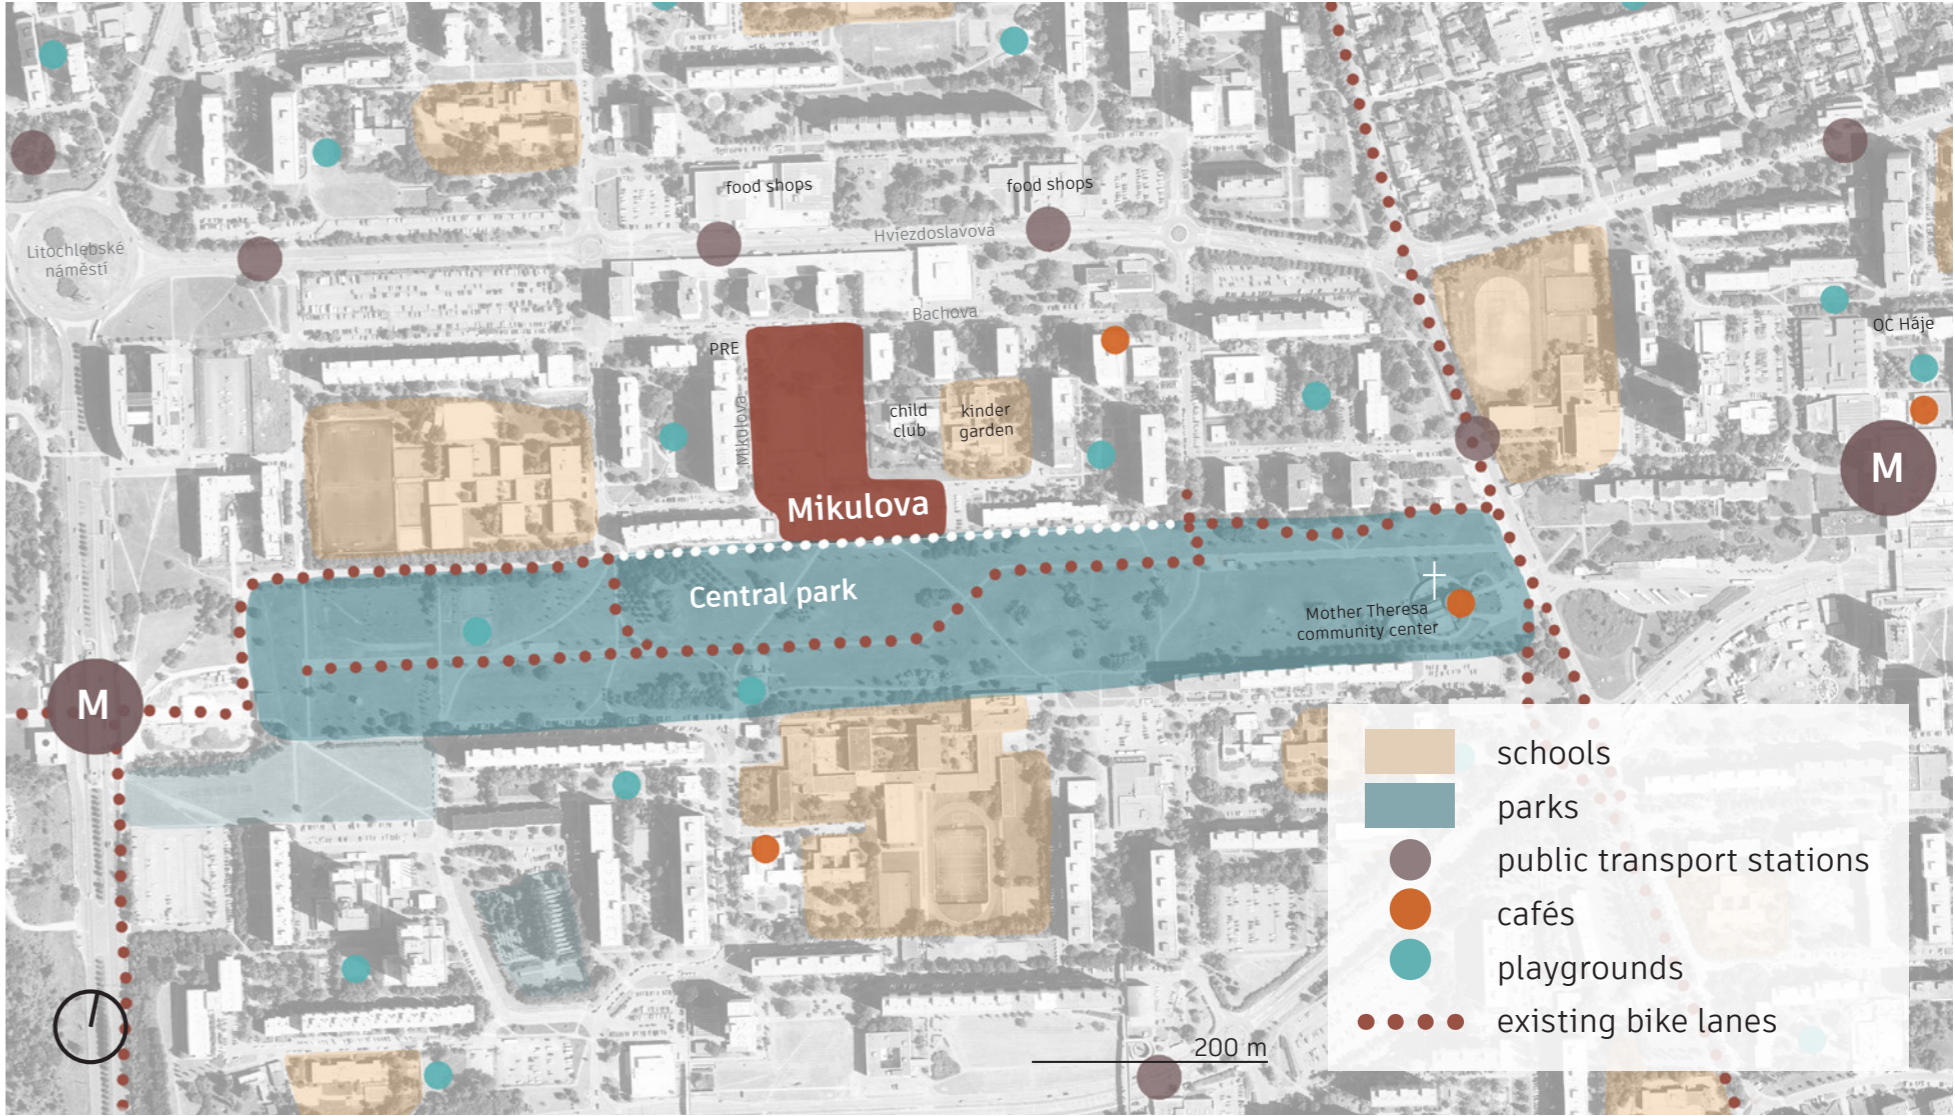 food shops
food shops
Litochlebské
náměstí
Hviezdoslavova
Bachova
OC Háje
PRE
Mikulova
child
club
kinder
garden
M
Mikulova
Central park
Mother Theresa
community center
M
schools
parks
public transport stations
cafés
playgrounds
existing bike lanes
200 m